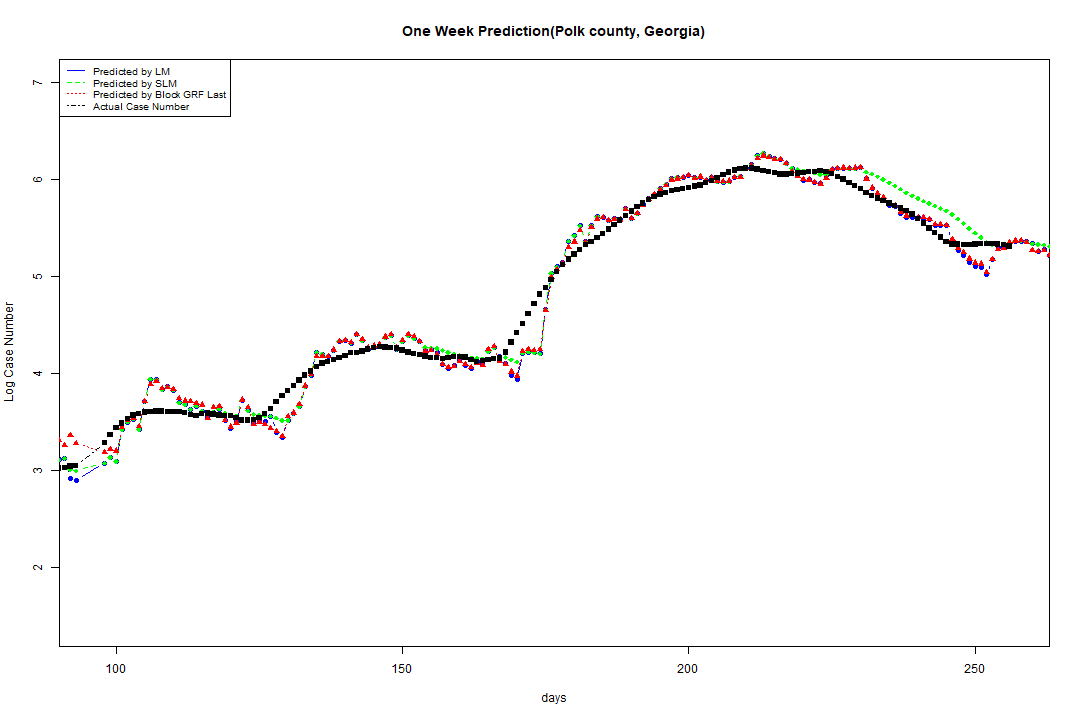 One Week Prediction(Polk county, Georgia)
Predicted by LM
Predicted by SLM
Predicted by Block GRF Last
Actual Case Number
7
6
5
4
3
2
Log Case Number
100 150 200 250
days